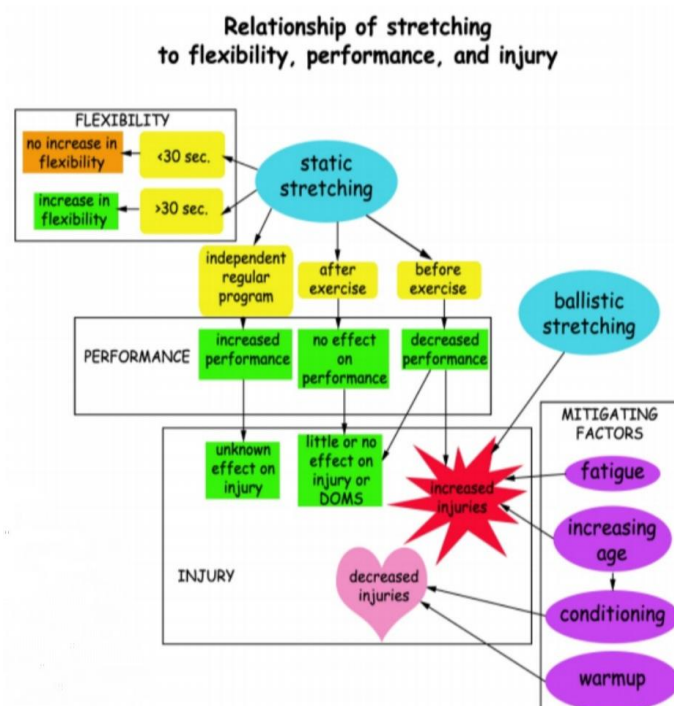 Relationship of stretching
to flexibility, performance, and injury
FLEXIBILITY
no increase in
flexibility
<30 sec.
increase in
flexibility
>30 sec.
static
stretching
independent
regular
program
after
exercise
before
exercise
ballistic
stretching
PERFORMANCE
increased
performance
no effect
on
performance
decreased
performance
MITIGATING
FACTORS
unknown
effect on
injury
little or no
effect on
injury or
DOMS
increased
injuries
fatigue
increasing
age
INJURY
decreased
injuries
conditioning
warmup